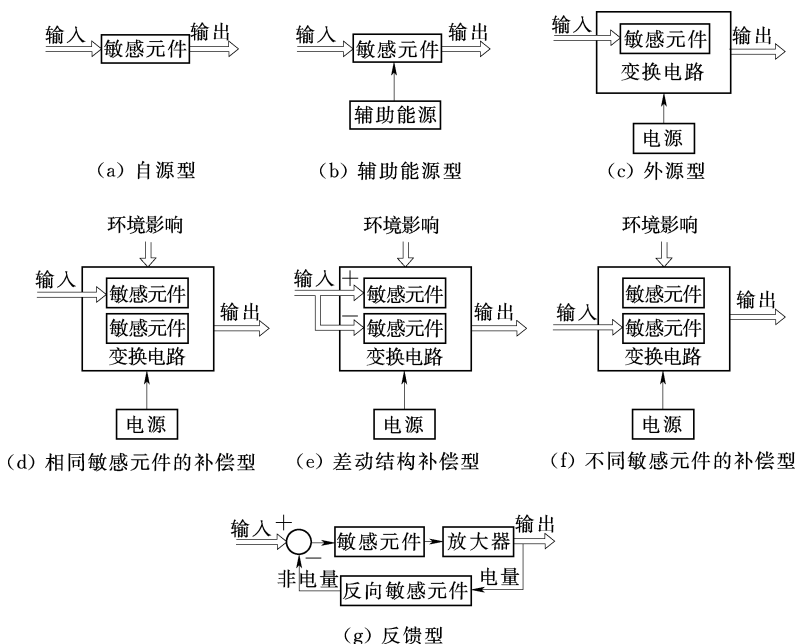 输入
敏感元件
输出
(a) 自源型
输入
敏感元件
输出
辅助能源
(b) 辅助能源型
输入
敏感元件
变换电路
输出
电源
(c) 外源型
环境影响
输入
敏感元件
敏感元件
变换电路
输出
电源
(d) 相同敏感元件的补偿型
环境影响
输入
+
敏感元件
−
敏感元件
变换电路
输出
电源
(e) 差动结构补偿型
环境影响
敏感元件
输入
敏感元件
变换电路
输出
电源
(f) 不同敏感元件的补偿型
输入
+
−
敏感元件
放大器
输出
非电量
反向敏感元件
电量
(g) 反馈型